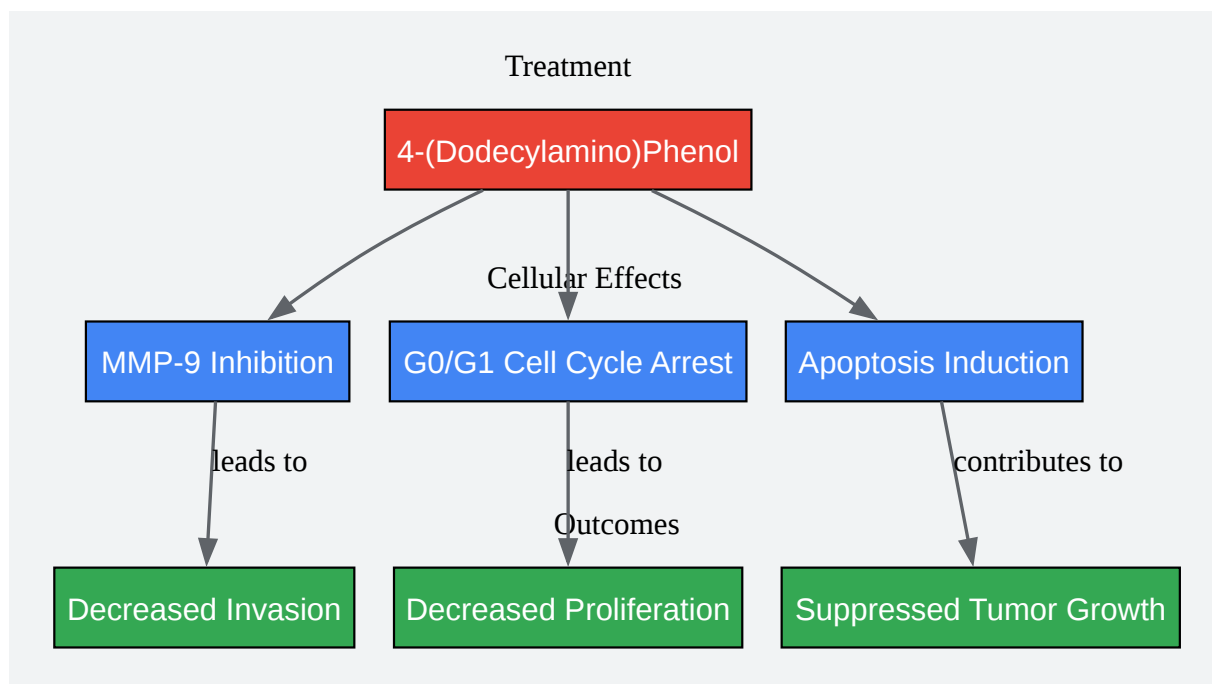 Treatment
4-(Dodecylamino)Phenol
Cellular Effects
MMP-9 Inhibition
G0/G1 Cell Cycle Arrest
Apoptosis Induction
leads to
leads to
contributes to
Outcomes
Decreased Invasion
Decreased Proliferation
Suppressed Tumor Growth